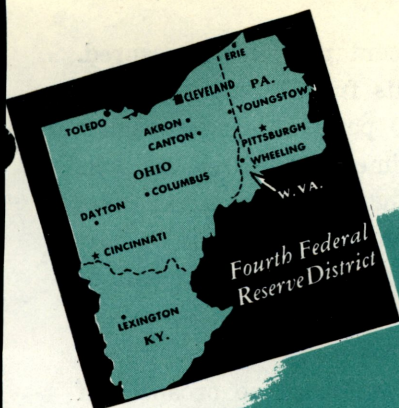 ERIE
CLEVELAND
PA.
TOLEDO
YOUNGSTOWN
AKRON
CANTON
PITTSBURGH
OHIO
WHEELING
COLUMBUS
W. VA.
DAYTON
CINCINNATI
Fourth Federal
Reserve District
LEXINGTON
KY.